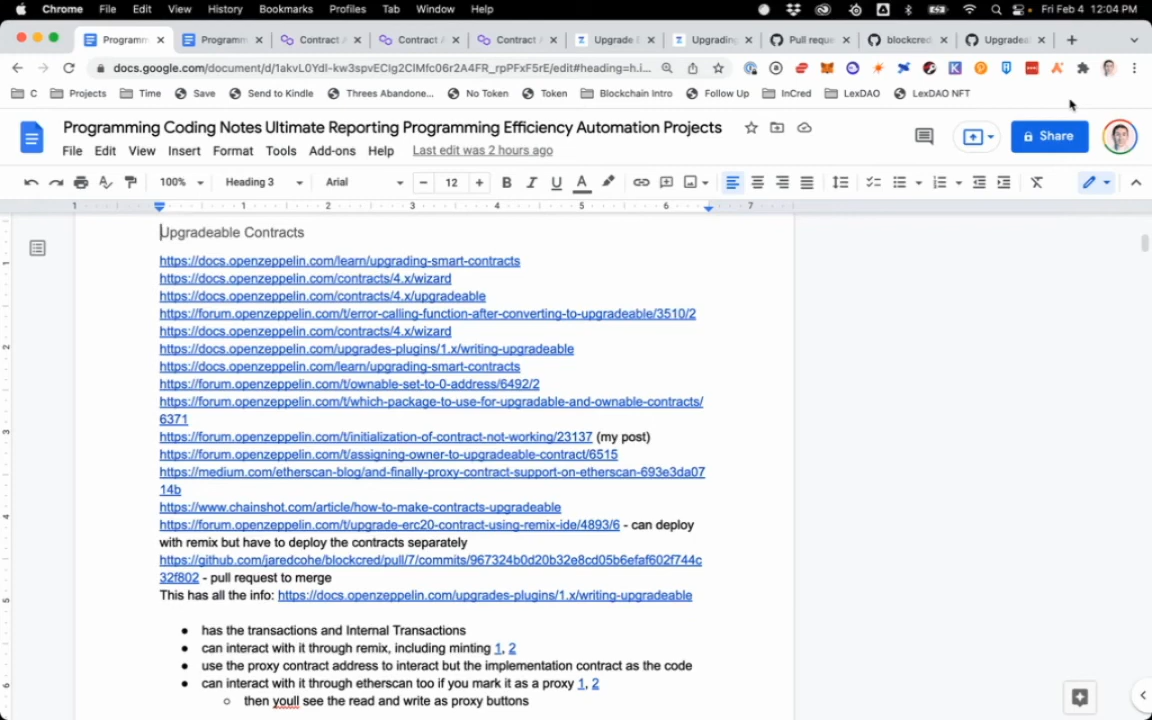 Chrome File Edit View History Bookmarks Profiles Tab Window Help Fri Feb 4 12:04 PM
Programm Programm Contract Contract Contract Upgrade Upgrading Pull reque blockcred Upgradea
docs.google.com/document/d/1akvL0YdI-kw3spvEClg2CIMfc06r2A4FR_rpPFxF5rE/edit#heading=h.i...
C Projects Time Save Send to Kindle Threes Abandone... No Token Token Blockchain Intro Follow Up InCred LexDAO LexDAO NFT
Programming Coding Notes Ultimate Reporting Programming Efficiency Automation Projects
Share
File Edit View Insert Format Tools Add-ons Help Last edit was 2 hours ago
100% Heading 3 Arial 12 B I U A
1 1 2 3 4 5 6 7
Upgradeable Contracts
https://docs.openzeppelin.com/learn/upgrading-smart-contracts
https://docs.openzeppelin.com/contracts/4.x/wizard
https://docs.openzeppelin.com/contracts/4.x/upgradeable
https://forum.openzeppelin.com/t/error-calling-function-after-converting-to-upgradeable/3510/2
https://docs.openzeppelin.com/contracts/4.x/wizard
https://docs.openzeppelin.com/upgrades-plugins/1.x/writing-upgradeable
https://docs.openzeppelin.com/learn/upgrading-smart-contracts
https://forum.openzeppelin.com/t/ownable-set-to-0-address/6492/2
https://forum.openzeppelin.com/t/which-package-to-use-for-upgradable-and-ownable-contracts/
6371
https://forum.openzeppelin.com/t/initialization-of-contract-not-working/23137 (my post)
https://forum.openzeppelin.com/t/assigning-owner-to-upgradeable-contract/6515
https://medium.com/etherscan-blog/and-finally-proxy-contract-support-on-etherscan-693e3da07
14b
https://www.chainshot.com/article/how-to-make-contracts-upgradeable
https://forum.openzeppelin.com/t/upgrade-erc20-contract-using-remix-ide/4893/6 - can deploy
with remix but have to deploy the contracts separately
https://github.com/jaredcohe/blockcred/pull/7/commits/967324b0d20b32e8cd05b6efaf602f744c
32f802 - pull request to merge
This has all the info: https://docs.openzeppelin.com/upgrades-plugins/1.x/writing-upgradeable
● has the transactions and Internal Transactions
● can interact with it through remix, including minting 1, 2
● use the proxy contract address to interact but the implementation contract as the code
● can interact with it through etherscan too if you mark it as a proxy 1, 2
○ then youll see the read and write as proxy buttons